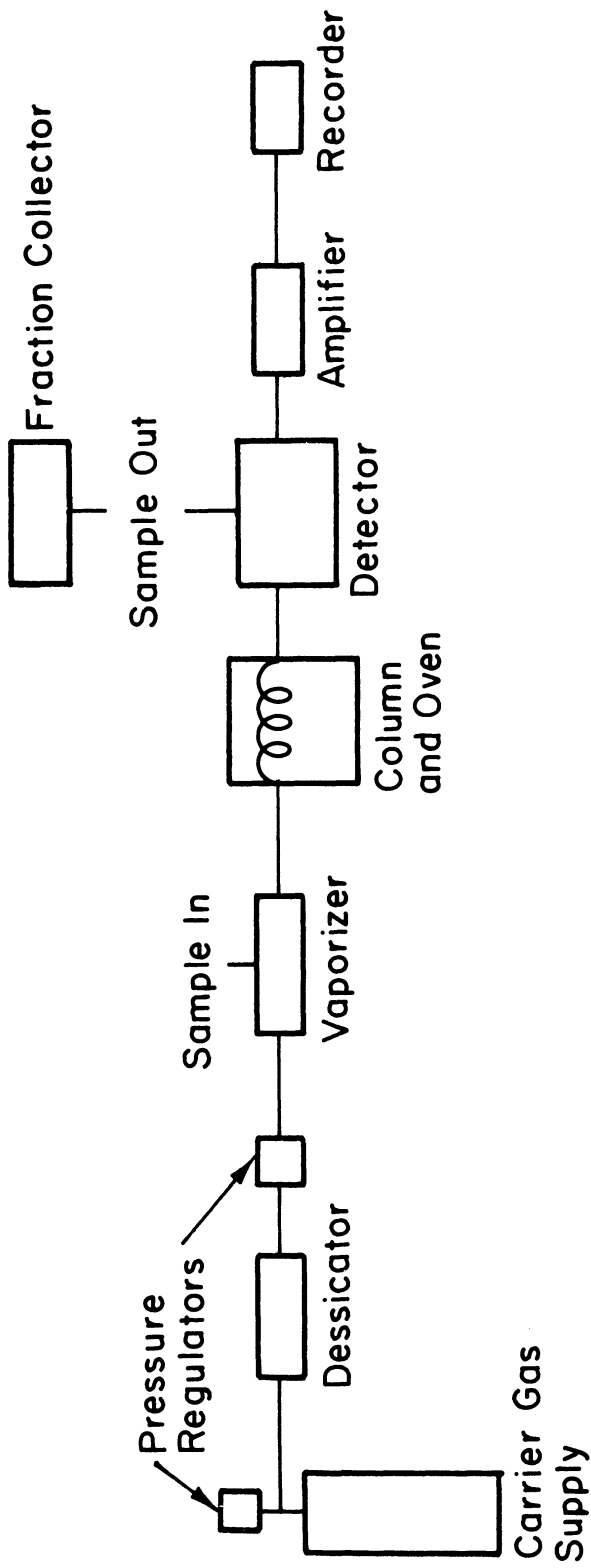 Pressure
Regulators
Carrier Gas
Supply
Dessicator
Sample In
Vaporizer
Column
and Oven
Sample Out
Fraction Collector
Detector
Amplifier
Recorder